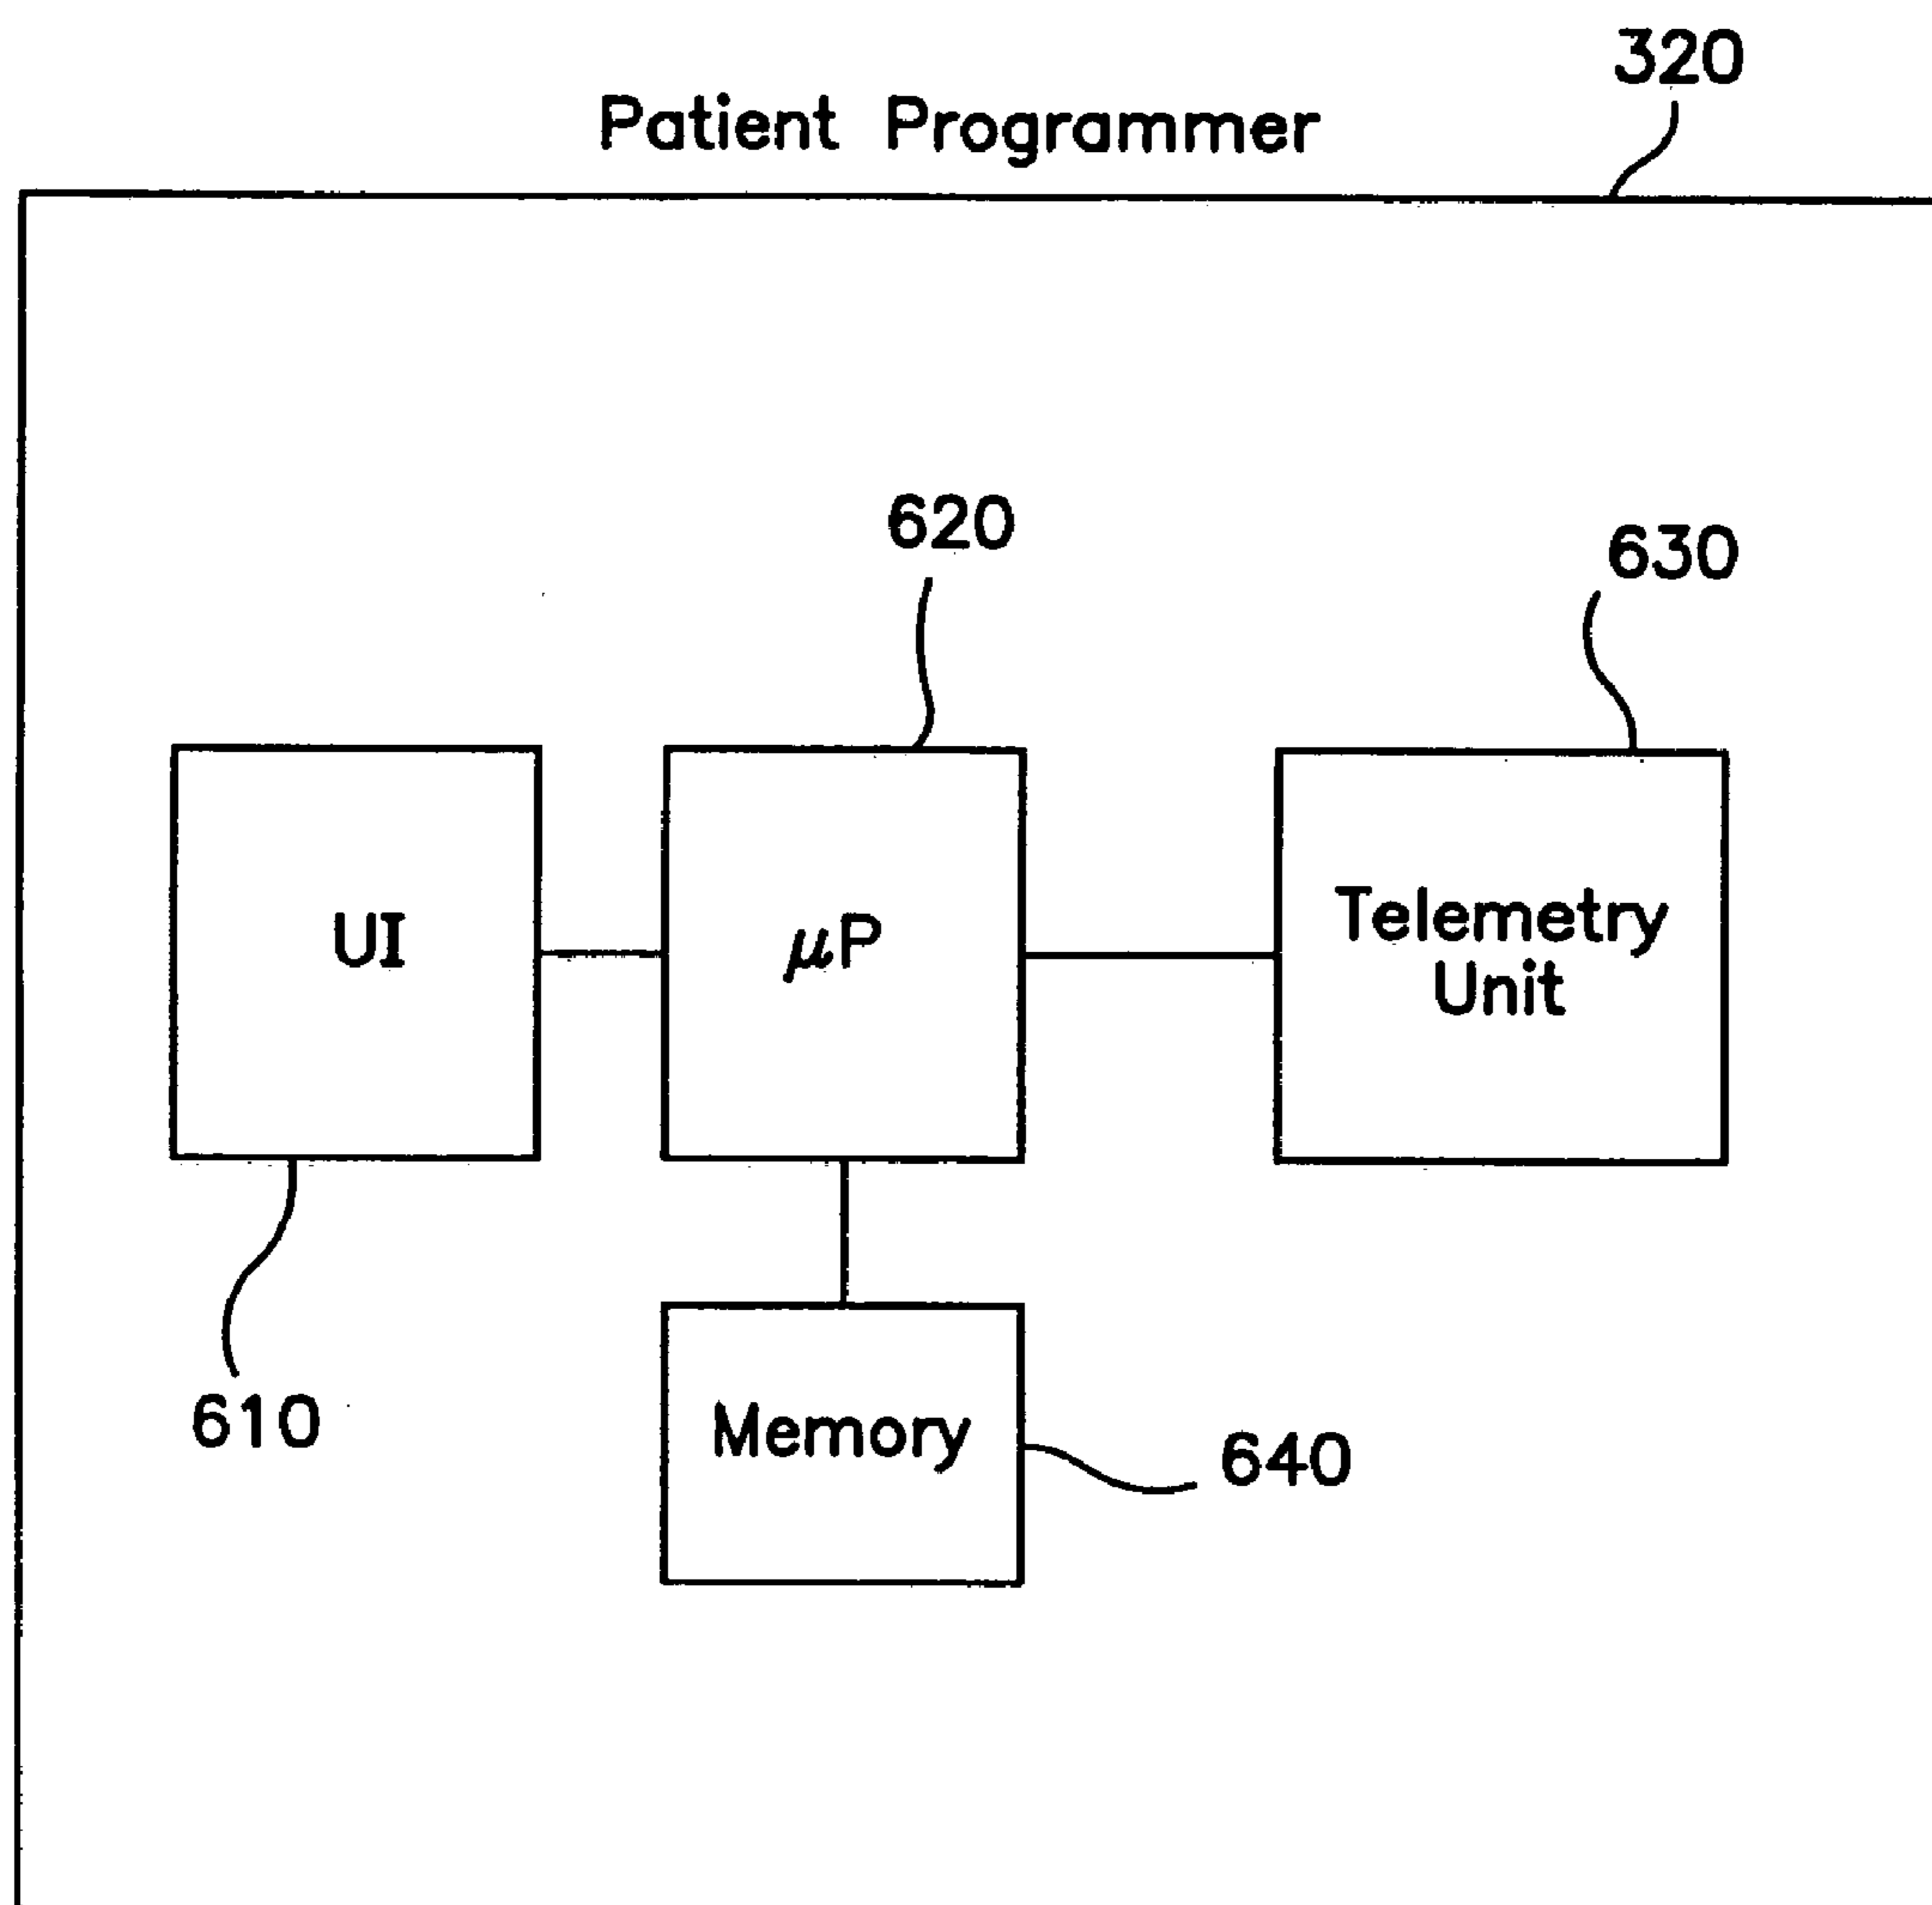 320
Patient Programmer
620
630
UI
μP
Telemetry
Unit
610
Memory
640